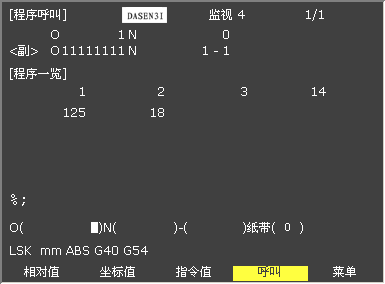 [程序呼叫] DASEN3I 监视 4 1/1
O 1 N 0
<副> O 11111111 N 1 - 1
[程序一览]
1 2 3 14
125 18
% ;
O( )N( )-( )纸带( 0 )
LSK mm ABS G40 G54
相对值 坐标值 指令值 呼叫 菜单